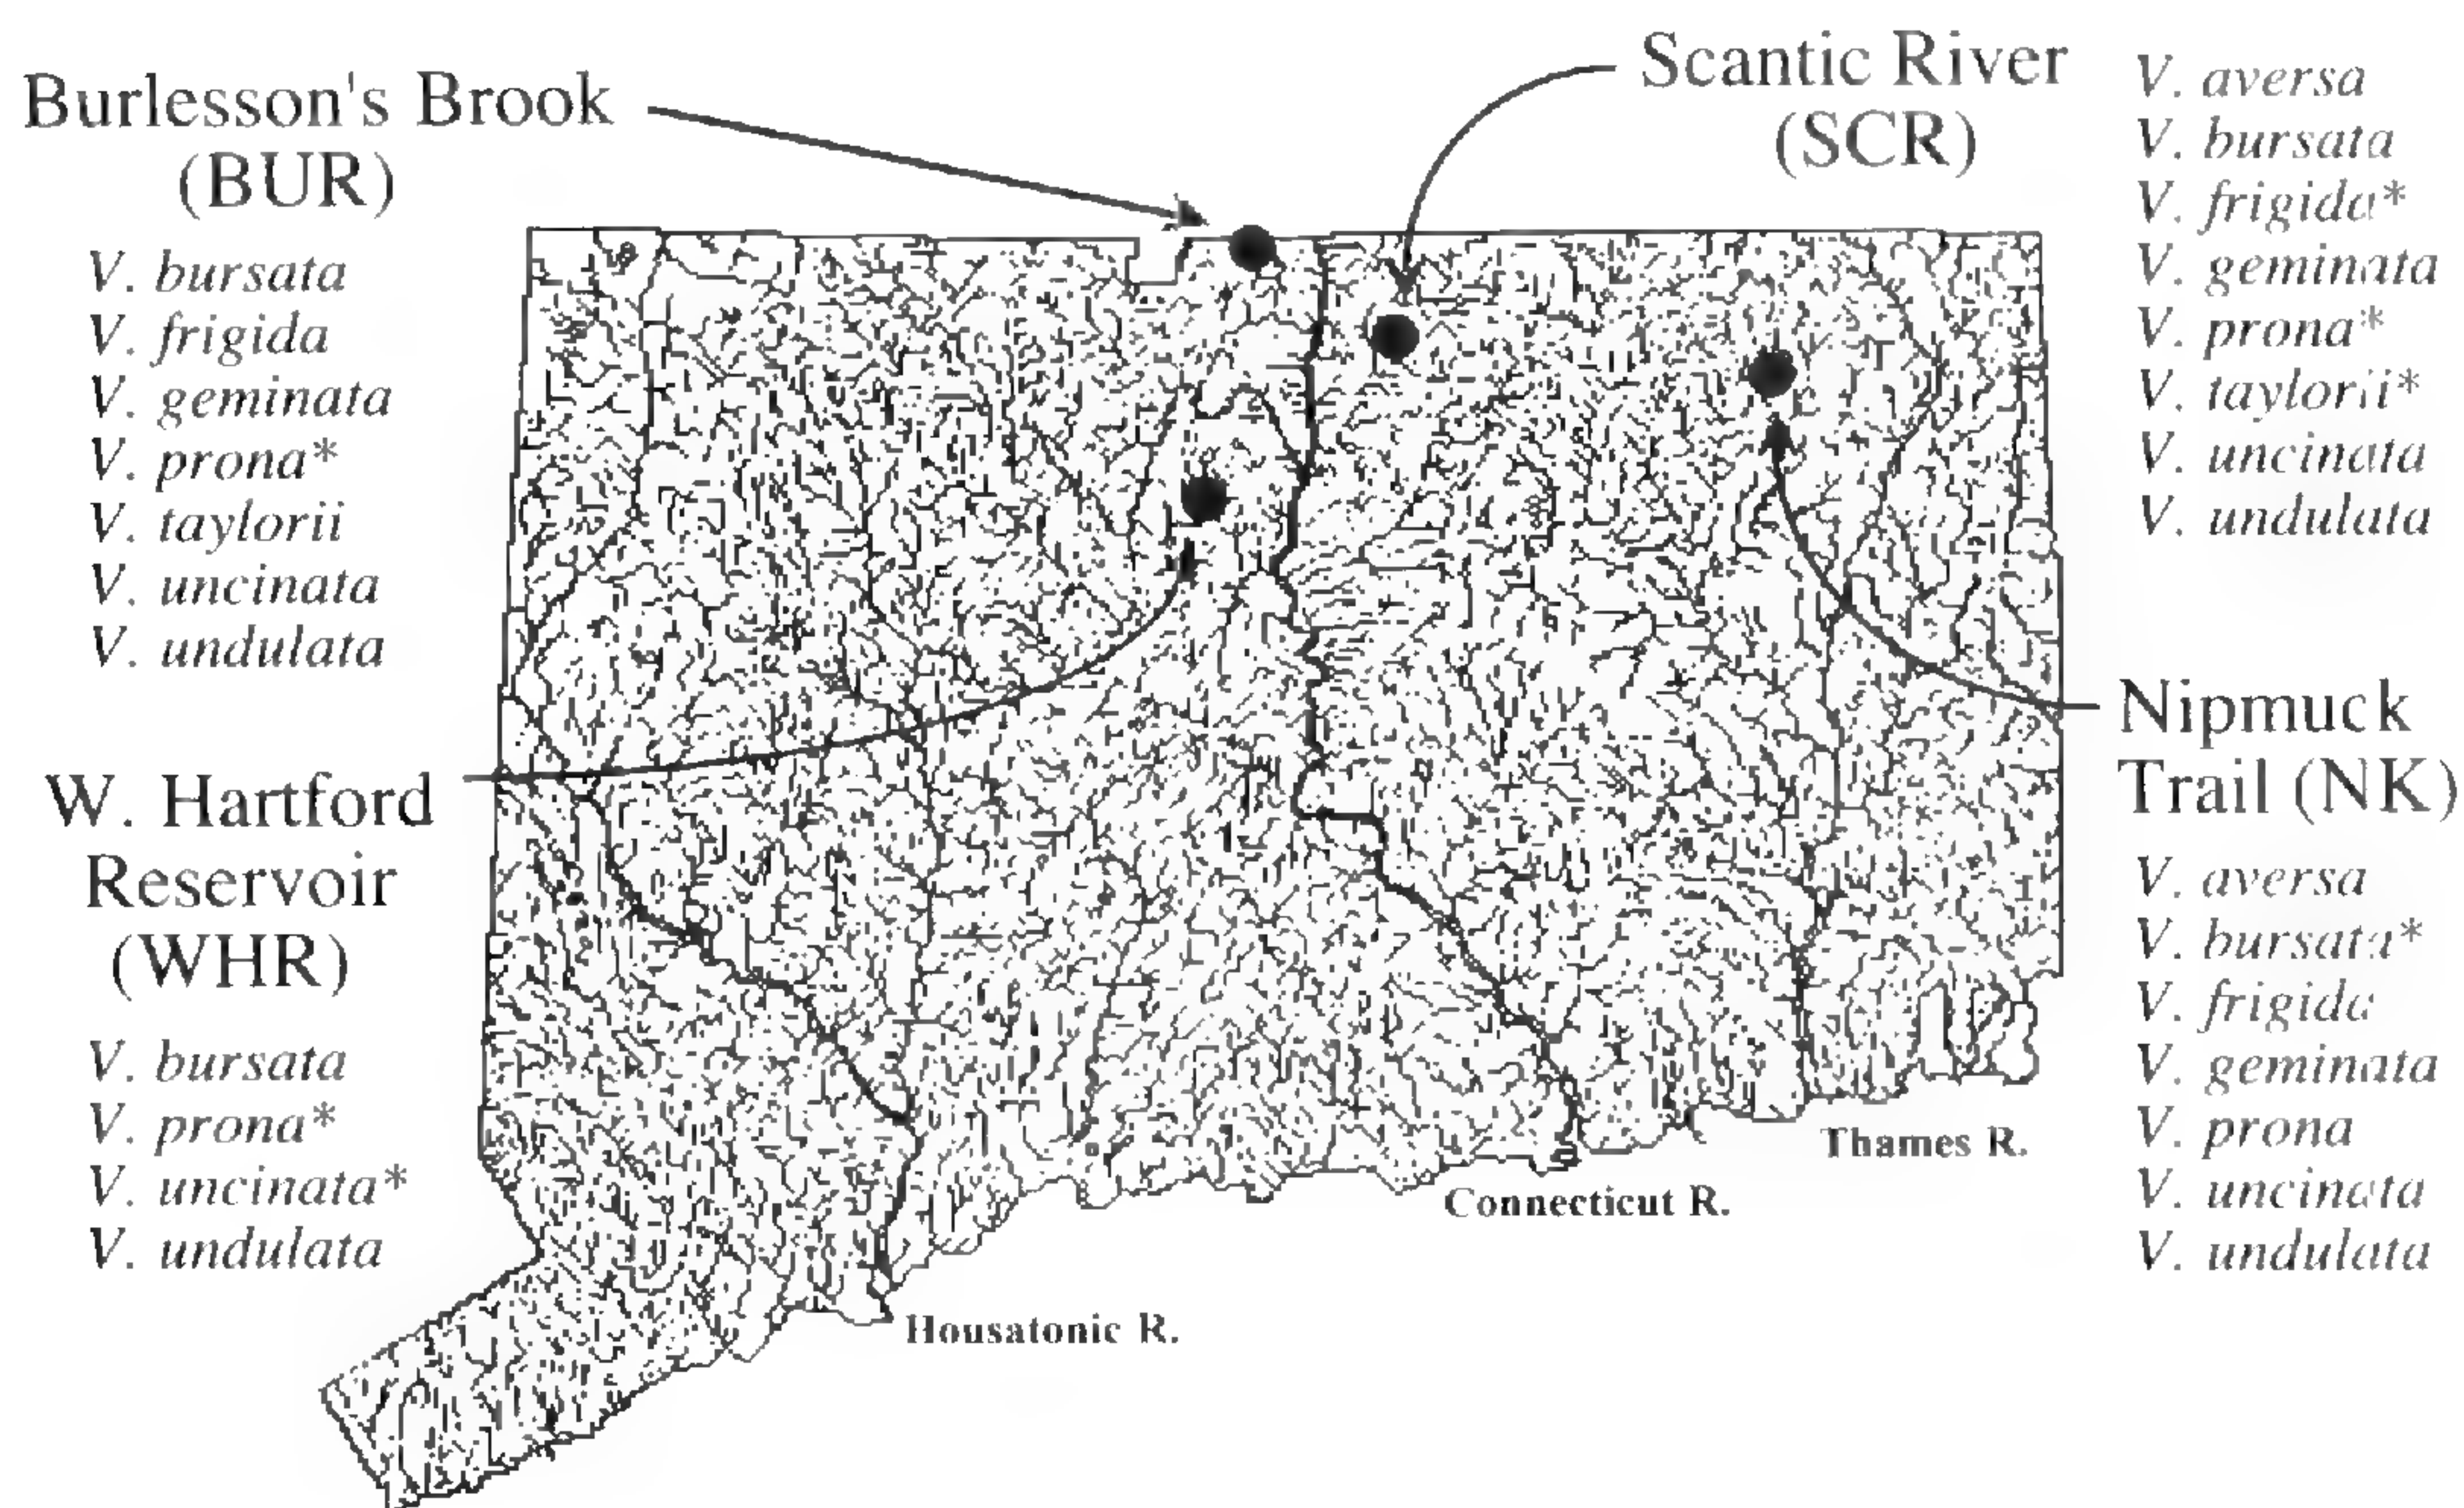 Burlesson's Brook
(BUR)
V. bursata
V. frigida
V. geminata
V. prona*
V. taylorii
V. uncinata
V. undulata
Scantic River
(SCR)
V. aversa
V. bursata
V. frigida*
V. geminata
V. prona*
V. taylorii*
V. uncinata
V. undulata
W. Hartford
Reservoir
(WHR)
V. bursata
V. prona*
V. uncinata*
V. undulata
Nipmuck
Trail (NK)
V. aversa
V. bursata*
V. frigida
V. geminata
V. prona
V. uncinata
V. undulata
Thames R.
Connecticut R.
Housatonic R.